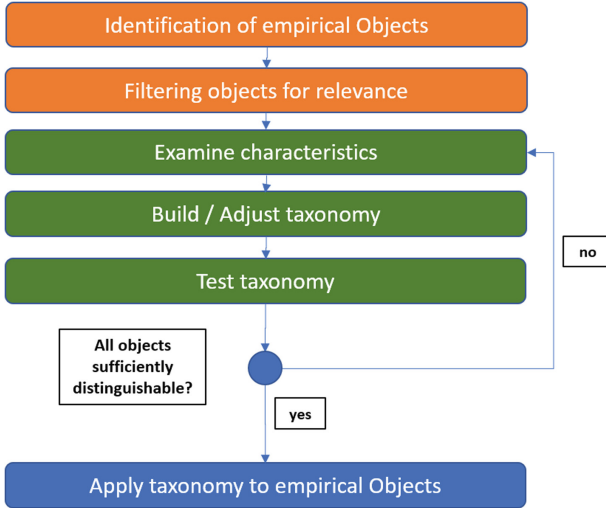 Identification of empirical Objects
Filtering objects for relevance
Examine characteristics
Build / Adjust taxonomy
Test taxonomy
no
All objects
sufficiently
distinguishable?
yes
Apply taxonomy to empirical Objects